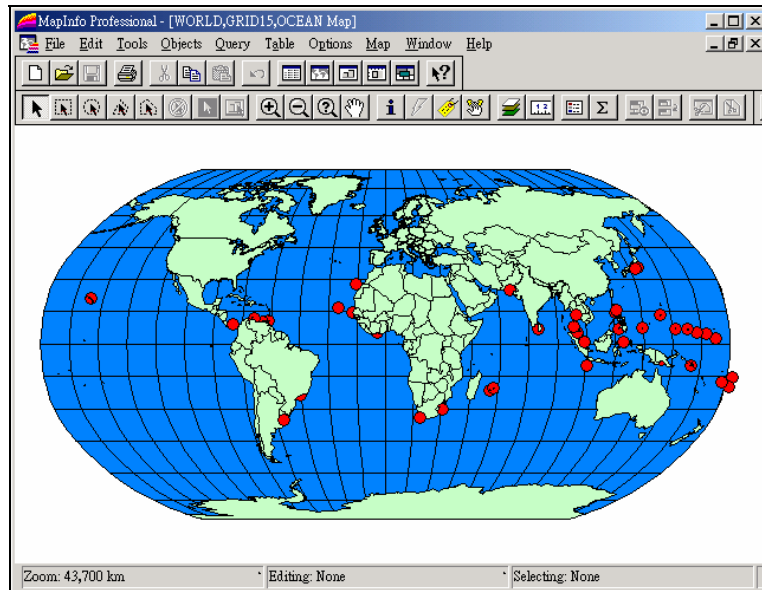 MapInfo Professional - [WORLD,GRID15,OCEAN Map]
File Edit Tools Objects Query Table Options Map Window Help
Zoom: 43,700 km Editing: None Selecting: None